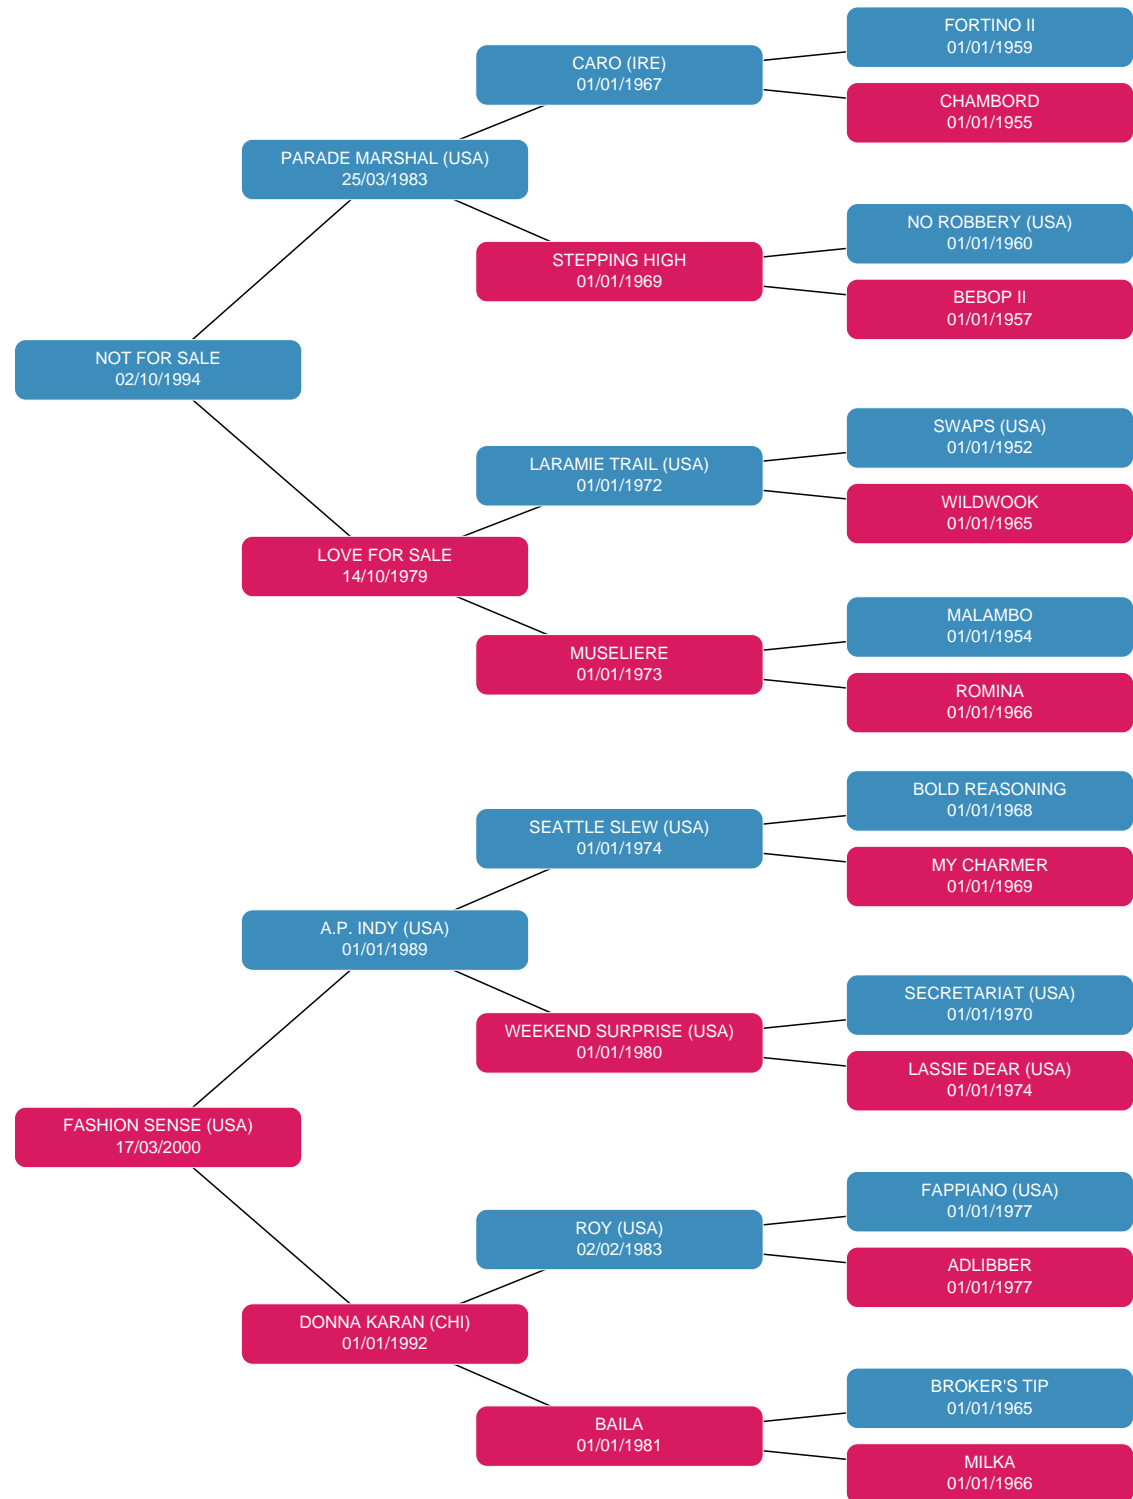 FORTINO II
01/01/1959
CARO (IRE)
01/01/1967
CHAMBORD
01/01/1955
PARADE MARSHAL (USA)
25/03/1983
NO ROBBERY (USA)
01/01/1960
STEPPING HIGH
01/01/1969
BEBOP II
01/01/1957
NOT FOR SALE
02/10/1994
SWAPS (USA)
01/01/1952
LARAMIE TRAIL (USA)
01/01/1972
WILDWOOK
01/01/1965
LOVE FOR SALE
14/10/1979
MALAMBO
01/01/1954
MUSELIERE
01/01/1973
ROMINA
01/01/1966
BOLD REASONING
01/01/1968
SEATTLE SLEW (USA)
01/01/1974
MY CHARMER
01/01/1969
A.P. INDY (USA)
01/01/1989
SECRETARIAT (USA)
01/01/1970
WEEKEND SURPRISE (USA)
01/01/1980
LASSIE DEAR (USA)
01/01/1974
FASHION SENSE (USA)
17/03/2000
FAPPIANO (USA)
01/01/1977
ROY (USA)
02/02/1983
ADLIBBER
01/01/1977
DONNA KARAN (CHI)
01/01/1992
BROKER'S TIP
01/01/1965
BAILA
01/01/1981
MILKA
01/01/1966